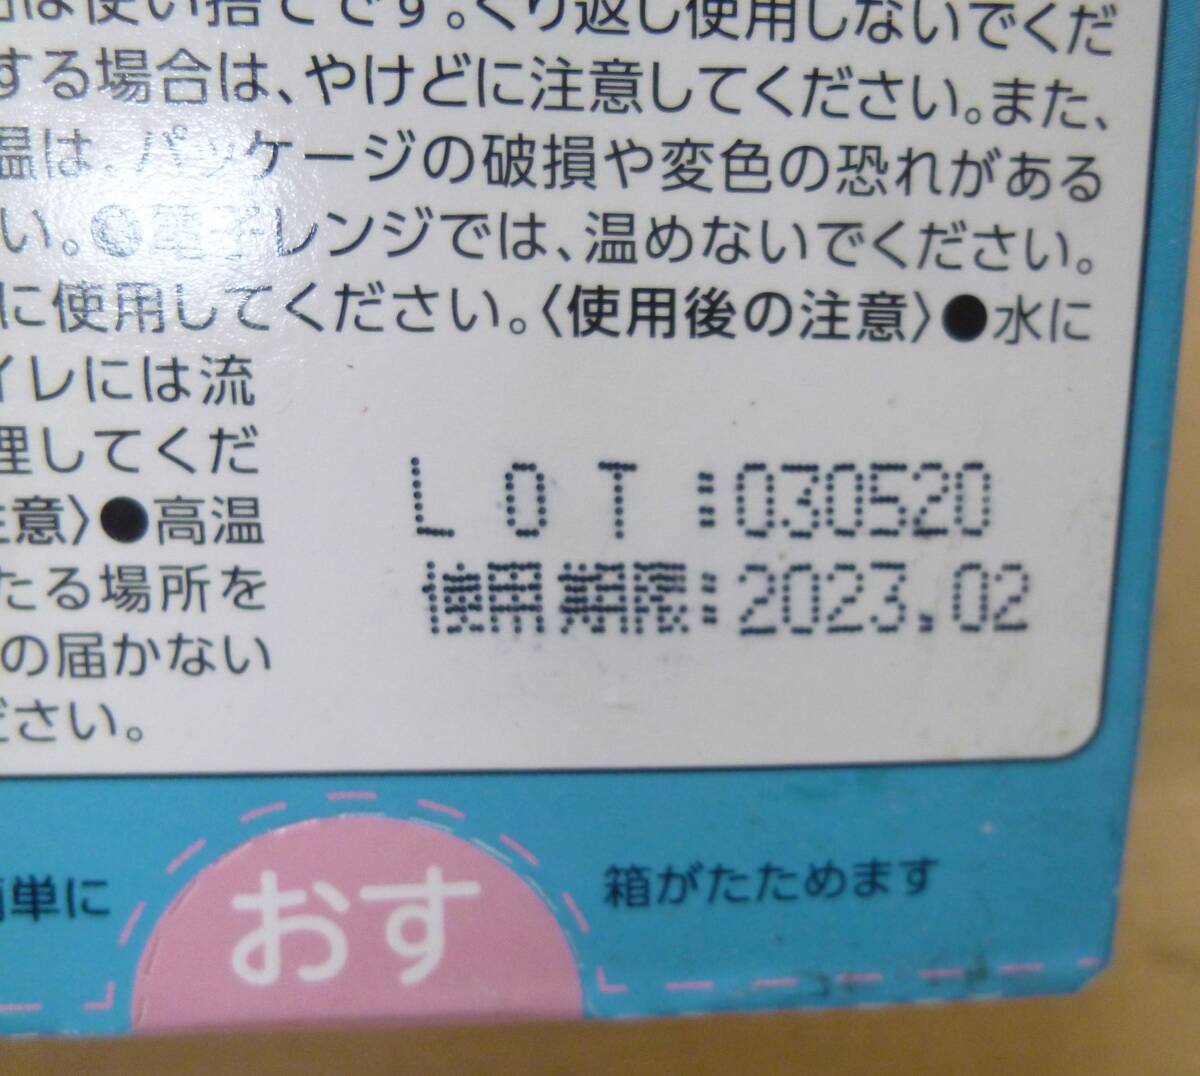 は使い捨てです。くり返し使用しないでくだ
する場合は、やけどに注意してください。また、
温は、パッケージの破損や変色の恐れがある
い。●電子レンジでは、温めないでください。
に使用してください。〈使用後の注意〉●水に
イレには流
理してくだ
注意〉●高温
たる場所を
の届かない
ださい。
LOT:030520
使用期限:2023.02
簡単に
おす
箱がたためます